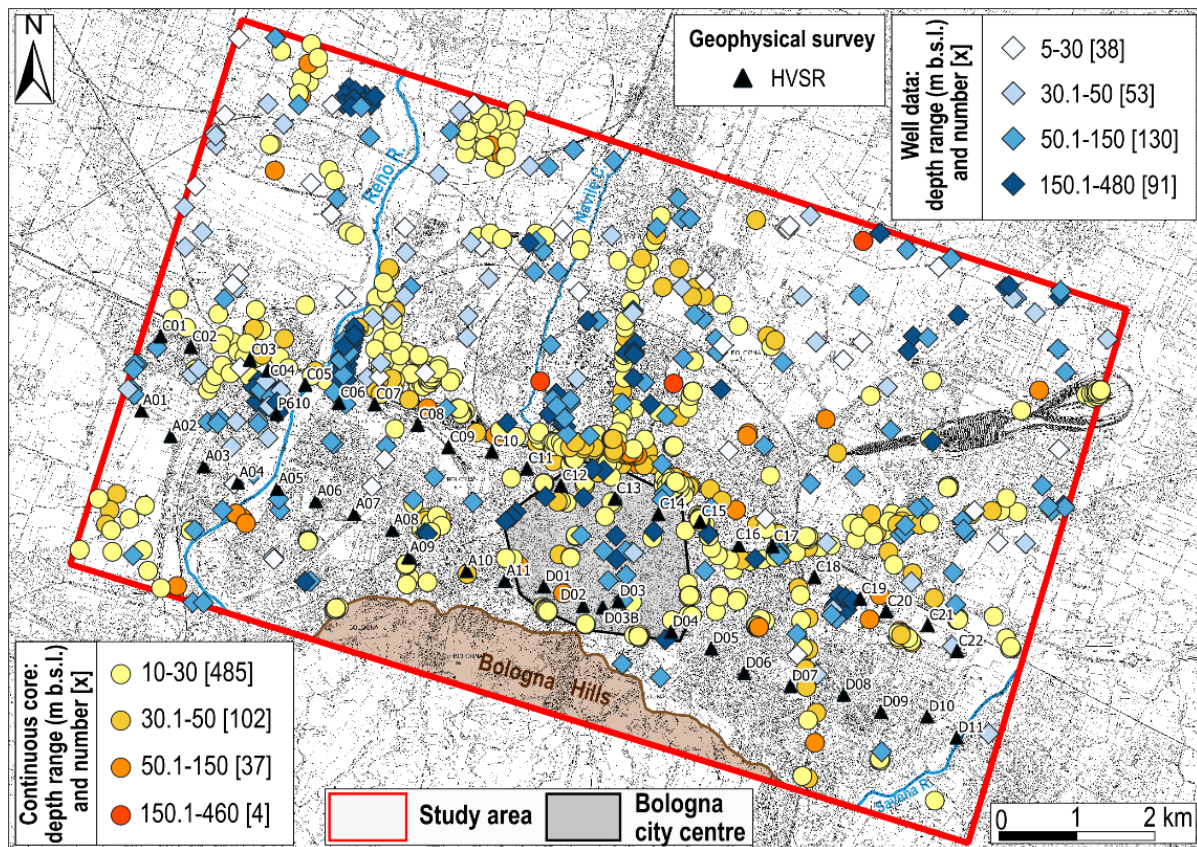 N
Geophysical survey
HVSR
Well data:
depth range (m b.s.l.)
and number [x]
5-30 [38]
30.1-50 [53]
50.1-150 [130]
150.1-480 [91]
Reno R.
Navile C.
C01
C02
C03
C04
C05
C06
C07
P610
C08
C09
C10
C11
C12
C13
C14
C15
C16
C17
C18
C19
C20
C21
C22
A01
A02
A03
A04
A05
A06
A07
A08
A09
A10
A11
D01
D02
D03
D03B
D04
D05
D06
D07
D08
D09
D10
D11
Bologna Hills
Savena R.
Continuous core:
depth range (m b.s.l.)
and number [x]
10-30 [485]
30.1-50 [102]
50.1-150 [37]
150.1-460 [4]
Study area
Bologna
city centre
0 1 2 km